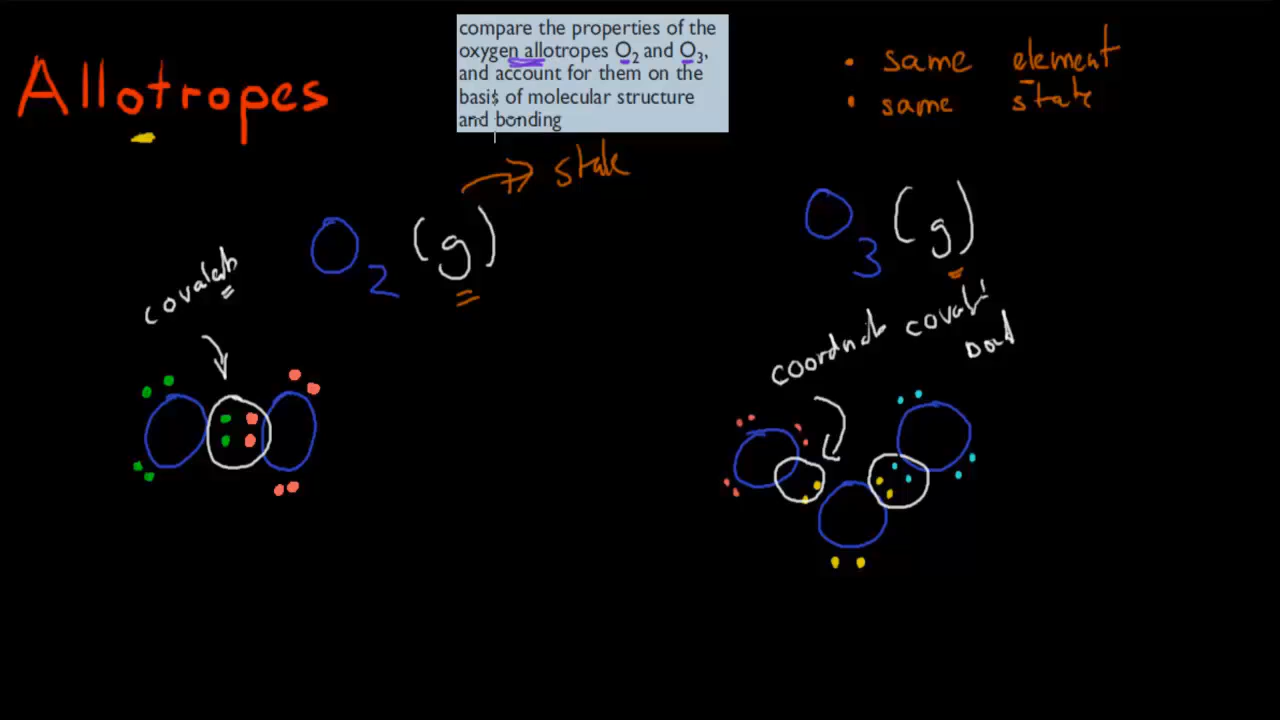 Allotropes
compare the properties of the
oxygen allotropes O₂ and O₃,
and account for them on the
basis of molecular structure
and bonding
• same element
• same state
state
O₂ (g)
O₃ (g)
covalent
coordinate covalent
bond